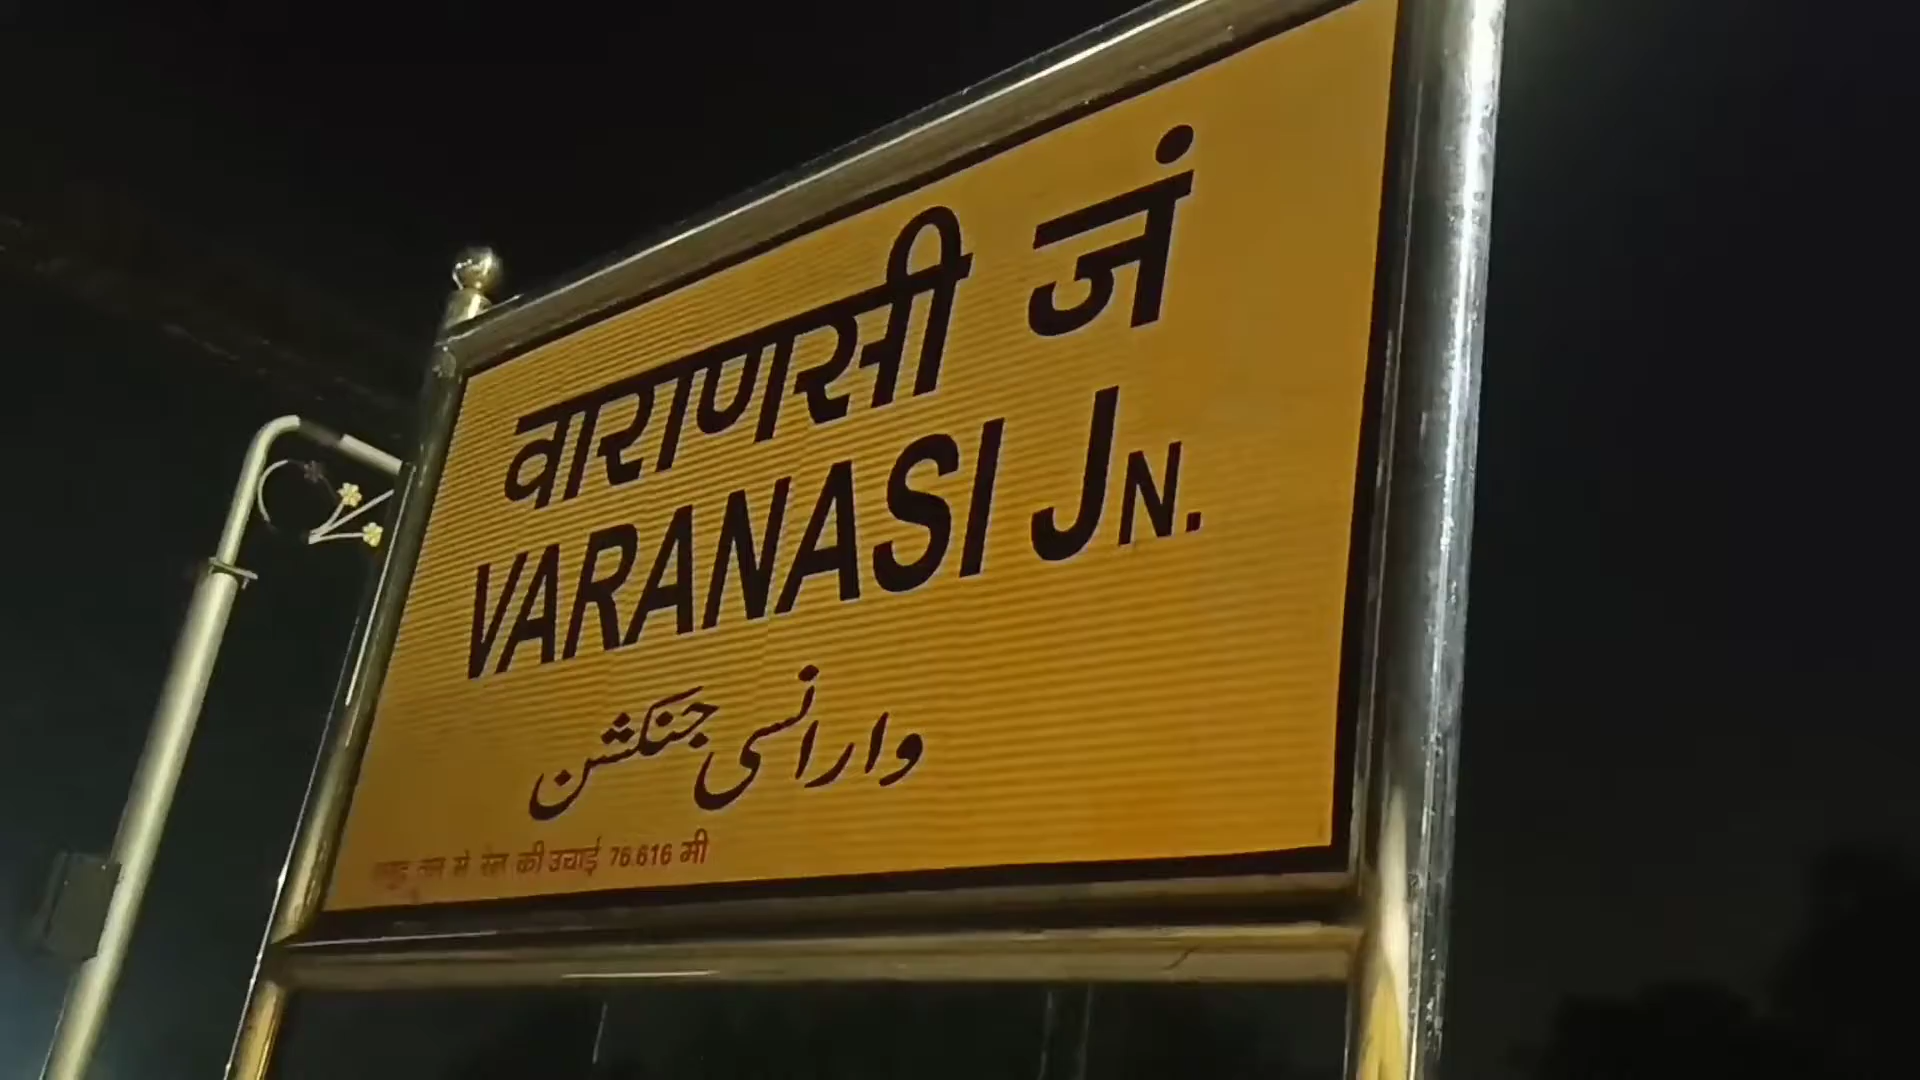 वाराणसी जं
VARANASI JN.
وارانسی جنکشن
समुद्र तल से रेल की उचाई 76.616 मी